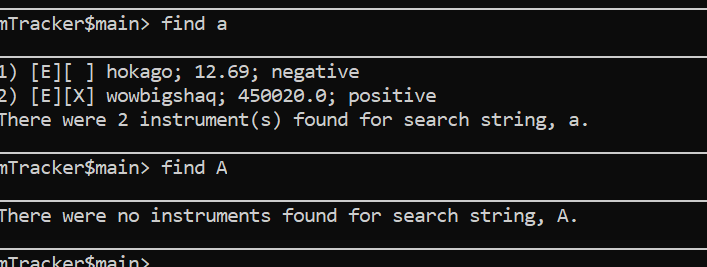 mTracker$main> find a
1) [E][ ] hokago; 12.69; negative
2) [E][X] wowbigshaq; 450020.0; positive
There were 2 instrument(s) found for search string, a.
mTracker$main> find A
There were no instruments found for search string, A.
mTracker$main>